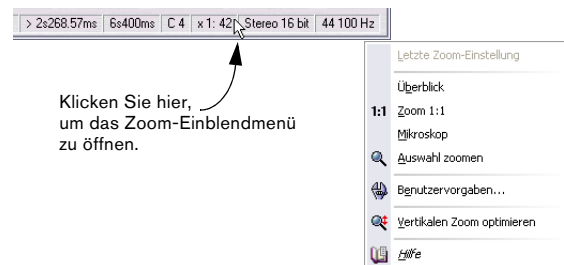 > 2s268.57ms 6s400ms C 4 x 1: 42 Stereo 16 bit 44 100 Hz
Klicken Sie hier,
um das Zoom-Einblendmenü
zu öffnen.
Letzte Zoom-Einstellung
Überblick
1:1 Zoom 1:1
Mikroskop
Auswahl zoomen
Benutzervorgaben...
Vertikalen Zoom optimieren
Hilfe